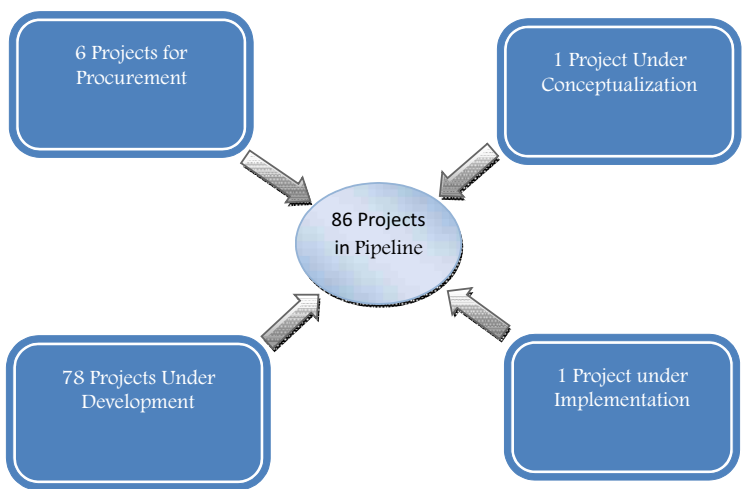 6 Projects for
Procurement
1 Project Under
Conceptualization
86 Projects
in Pipeline
78 Projects Under
Development
1 Project under
Implementation